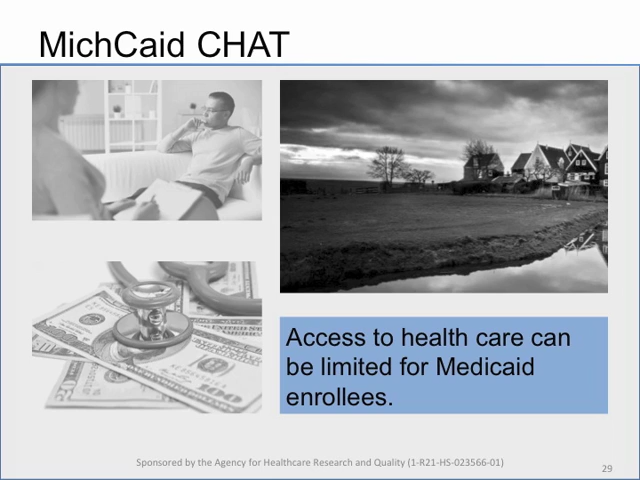 MichCaid CHAT
100
Access to health care can
be limited for Medicaid
enrollees.
Sponsored by the Agency for Healthcare Research and Quality (1-R21-HS-023566-01)
29